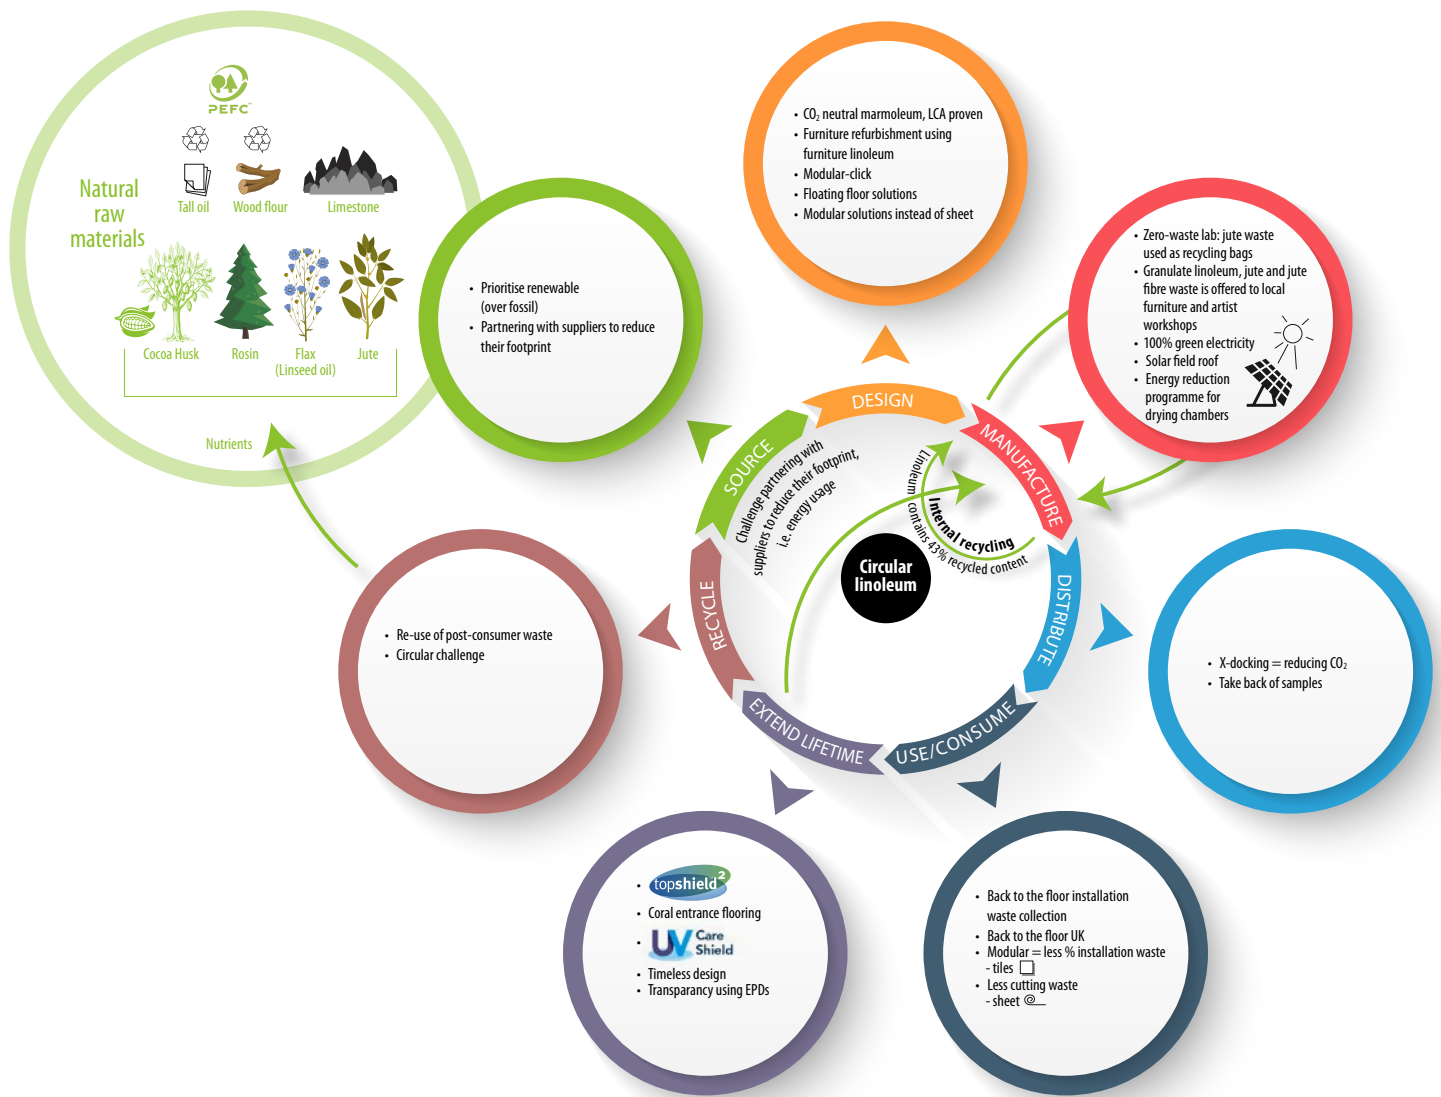 PEFC
Natural
raw
materials
Tall oil
Wood flour
Limestone
Cocoa Husk
Rosin
Flax
(Linseed oil)
Jute
Nutrients
• Prioritise renewable
(over fossil)
• Partnering with suppliers to reduce
their footprint
• CO₂ neutral marmoleum, LCA proven
• Furniture refurbishment using
furniture linoleum
• Modular-click
• Floating floor solutions
• Modular solutions instead of sheet
• Zero-waste lab: jute waste
used as recycling bags
• Granulate linoleum, jute and jute
fibre waste is offered to local
furniture and artist
workshops
• 100% green electricity
• Solar field roof
• Energy reduction
programme for
drying chambers
SOURCE
DESIGN
MANUFACTURE
DISTRIBUTE
USE/CONSUME
EXTEND LIFETIME
RECYCLE
Challenge partnering with
suppliers to reduce their footprint,
i.e. energy usage
Internal recycling
Linoleum contains 43% recycled content
Circular
linoleum
• Re-use of post-consumer waste
• Circular challenge
• X-docking = reducing CO₂
• Take back of samples
• topshield²
• Coral entrance flooring
• UV Care
Shield
• Timeless design
• Transparancy using EPDs
• Back to the floor installation
waste collection
• Back to the floor UK
• Modular = less % installation waste
- tiles
• Less cutting waste
- sheet